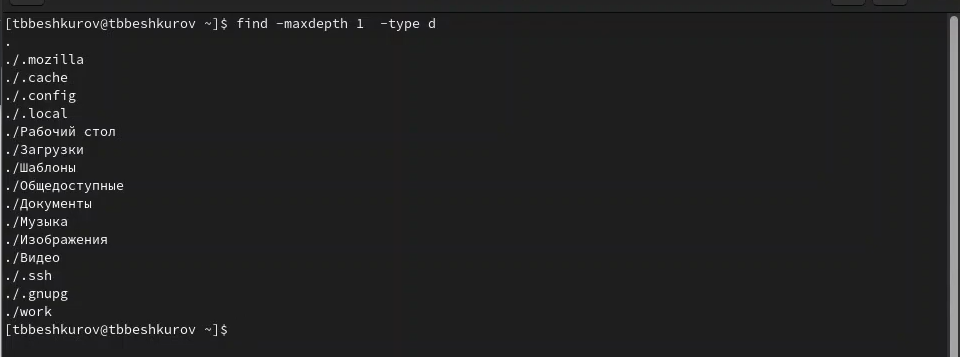 [tbbeshkurov@tbbeshkurov ~]$ find -maxdepth 1  -type d
.
./.mozilla
./.cache
./.config
./.local
./Рабочий стол
./Загрузки
./Шаблоны
./Общедоступные
./Документы
./Музыка
./Изображения
./Видео
./.ssh
./.gnupg
./work
[tbbeshkurov@tbbeshkurov ~]$